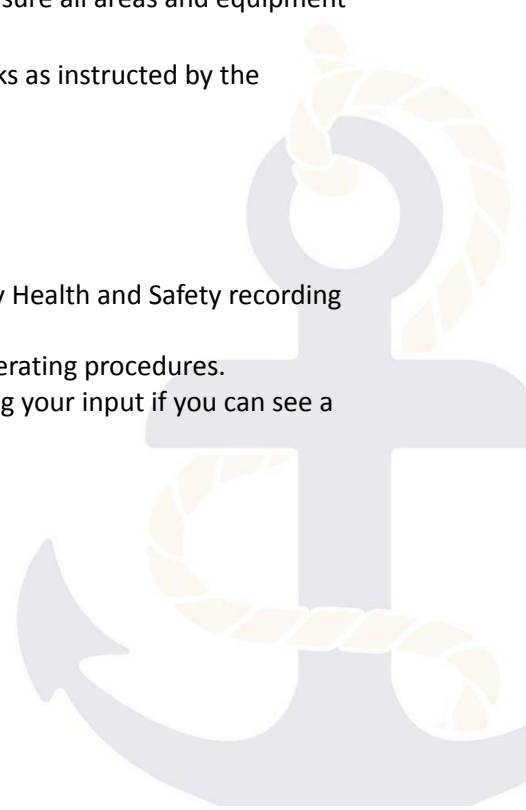 sure all areas and equipment
ks as instructed by the
y Health and Safety recording
erating procedures.
g your input if you can see a